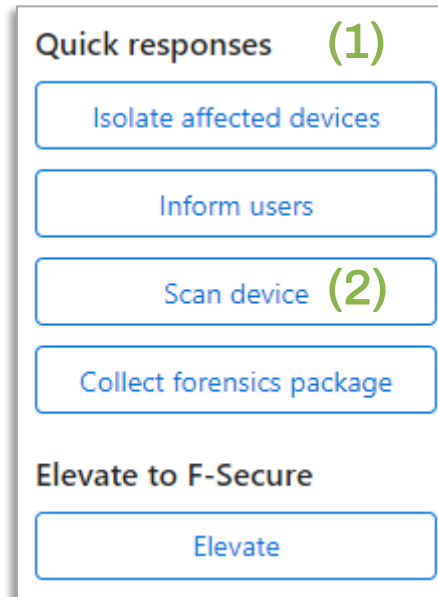 Quick responses (1)
Isolate affected devices
Inform users
Scan device (2)
Collect forensics package
Elevate to F-Secure
Elevate